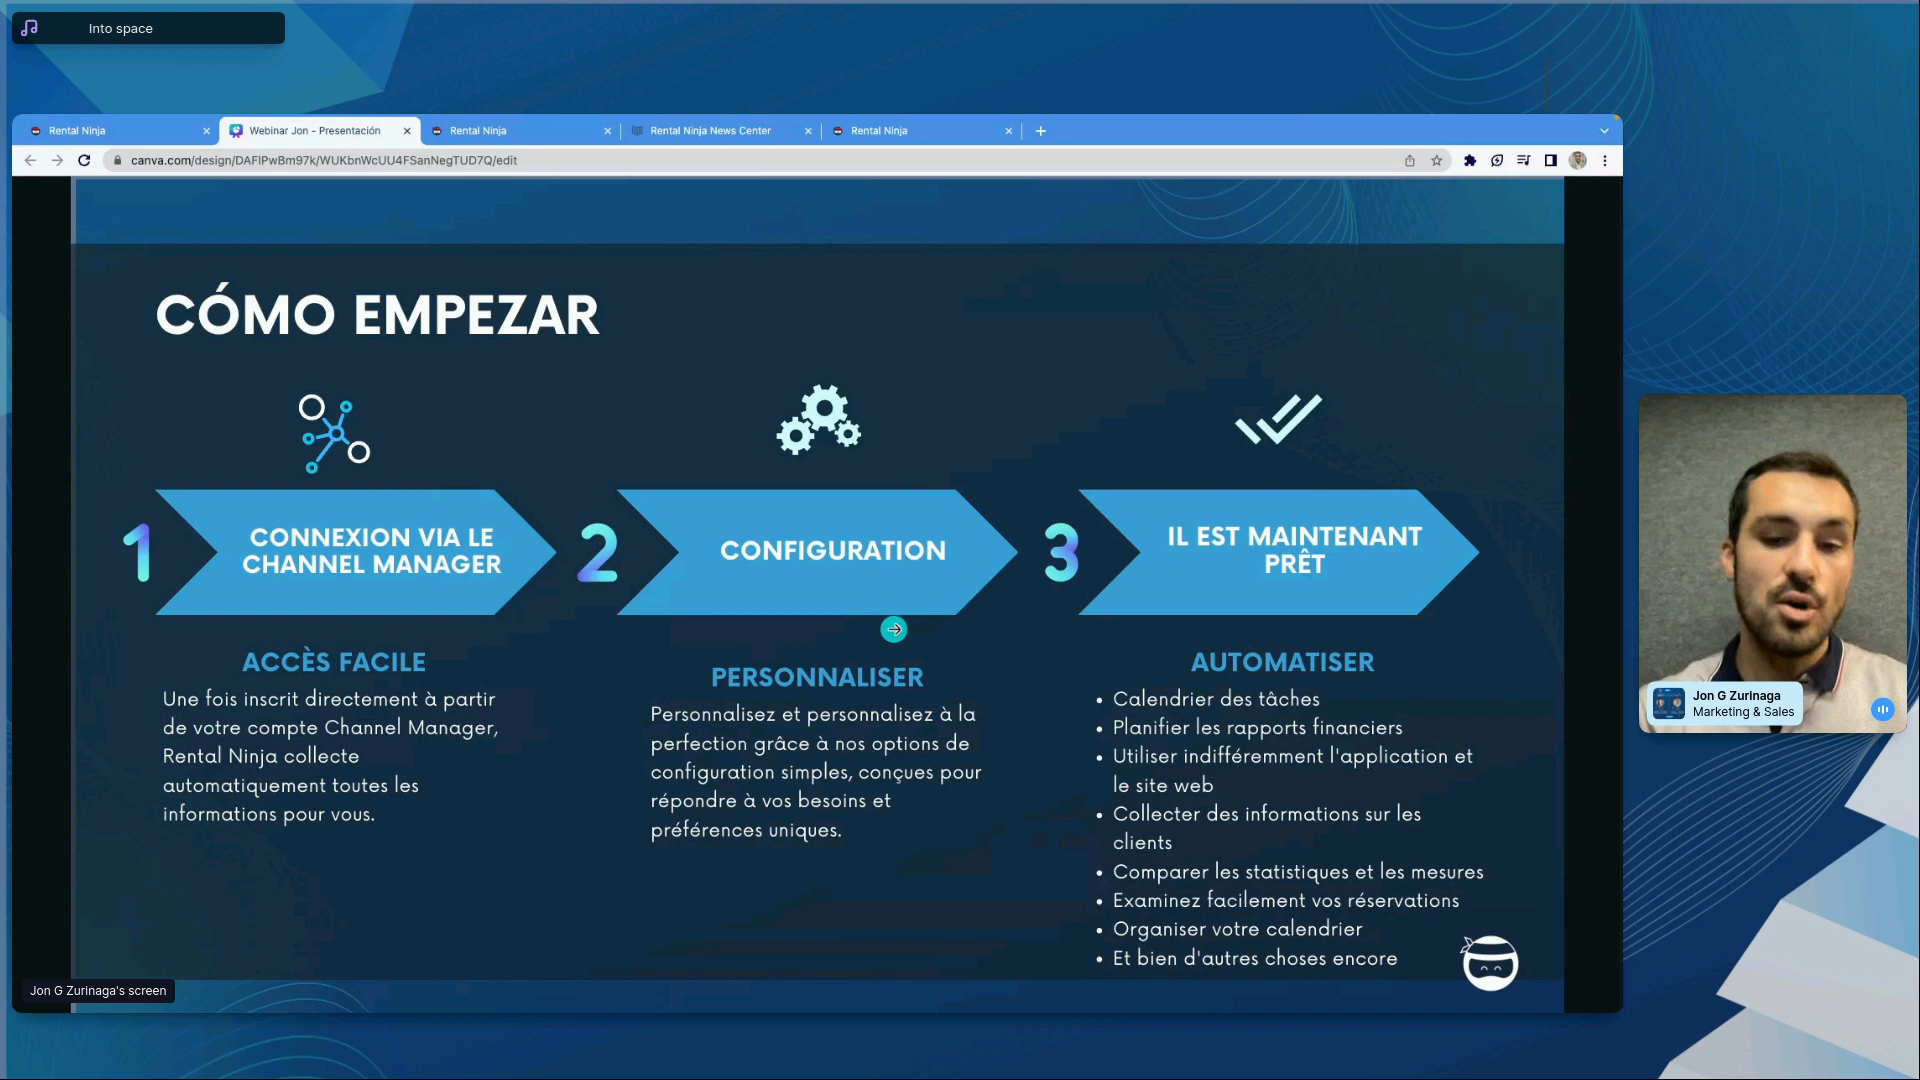 Into space
Rental Ninja
Webinar Jon - Presentación
Rental Ninja
Rental Ninja News Center
Rental Ninja
canva.com/design/DAFlPwBm97k/WUKbnWcUU4FSanNegTUD7Q/edit
CÓMO EMPEZAR
1
CONNEXION VIA LE
CHANNEL MANAGER
ACCÈS FACILE
Une fois inscrit directement à partir
de votre compte Channel Manager,
Rental Ninja collecte
automatiquement toutes les
informations pour vous.
2
CONFIGURATION
PERSONNALISER
Personnalisez et personnalisez à la
perfection grâce à nos options de
configuration simples, conçues pour
répondre à vos besoins et
préférences uniques.
3
IL EST MAINTENANT
PRÊT
AUTOMATISER
• Calendrier des tâches
• Planifier les rapports financiers
• Utiliser indifféremment l'application et
le site web
• Collecter des informations sur les
clients
• Comparer les statistiques et les mesures
• Examinez facilement vos réservations
• Organiser votre calendrier
• Et bien d'autres choses encore
Jon G Zurinaga
Marketing & Sales
Jon G Zurinaga's screen